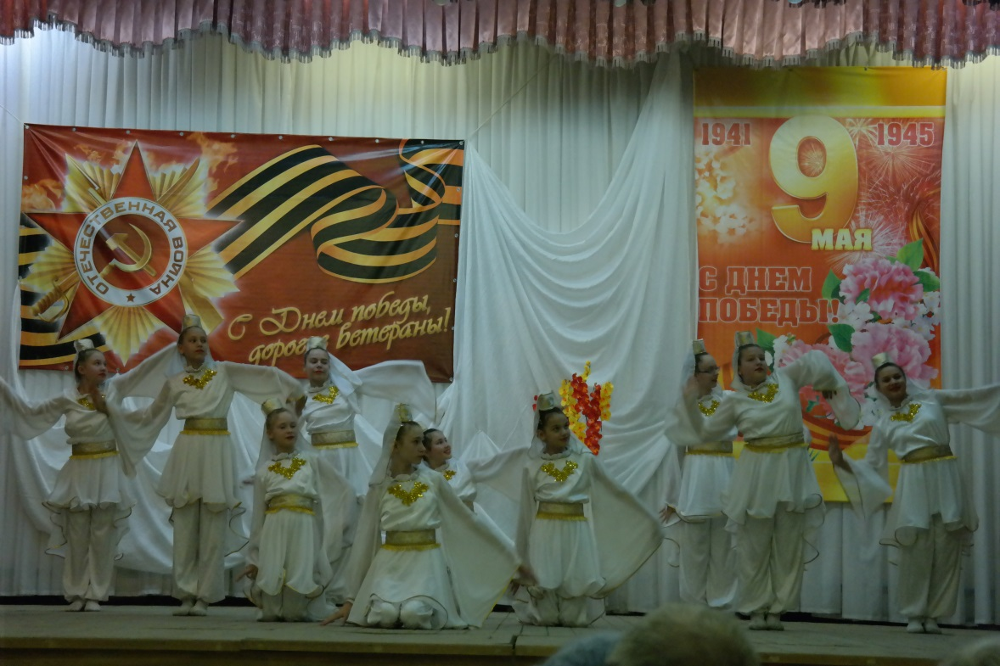 ОТЕЧЕСТВЕННАЯ ВОЙНА
С Днем победы,
дорогие ветераны!
1941
1945
9
МАЯ
С ДНЕМ
ПОБЕДЫ!